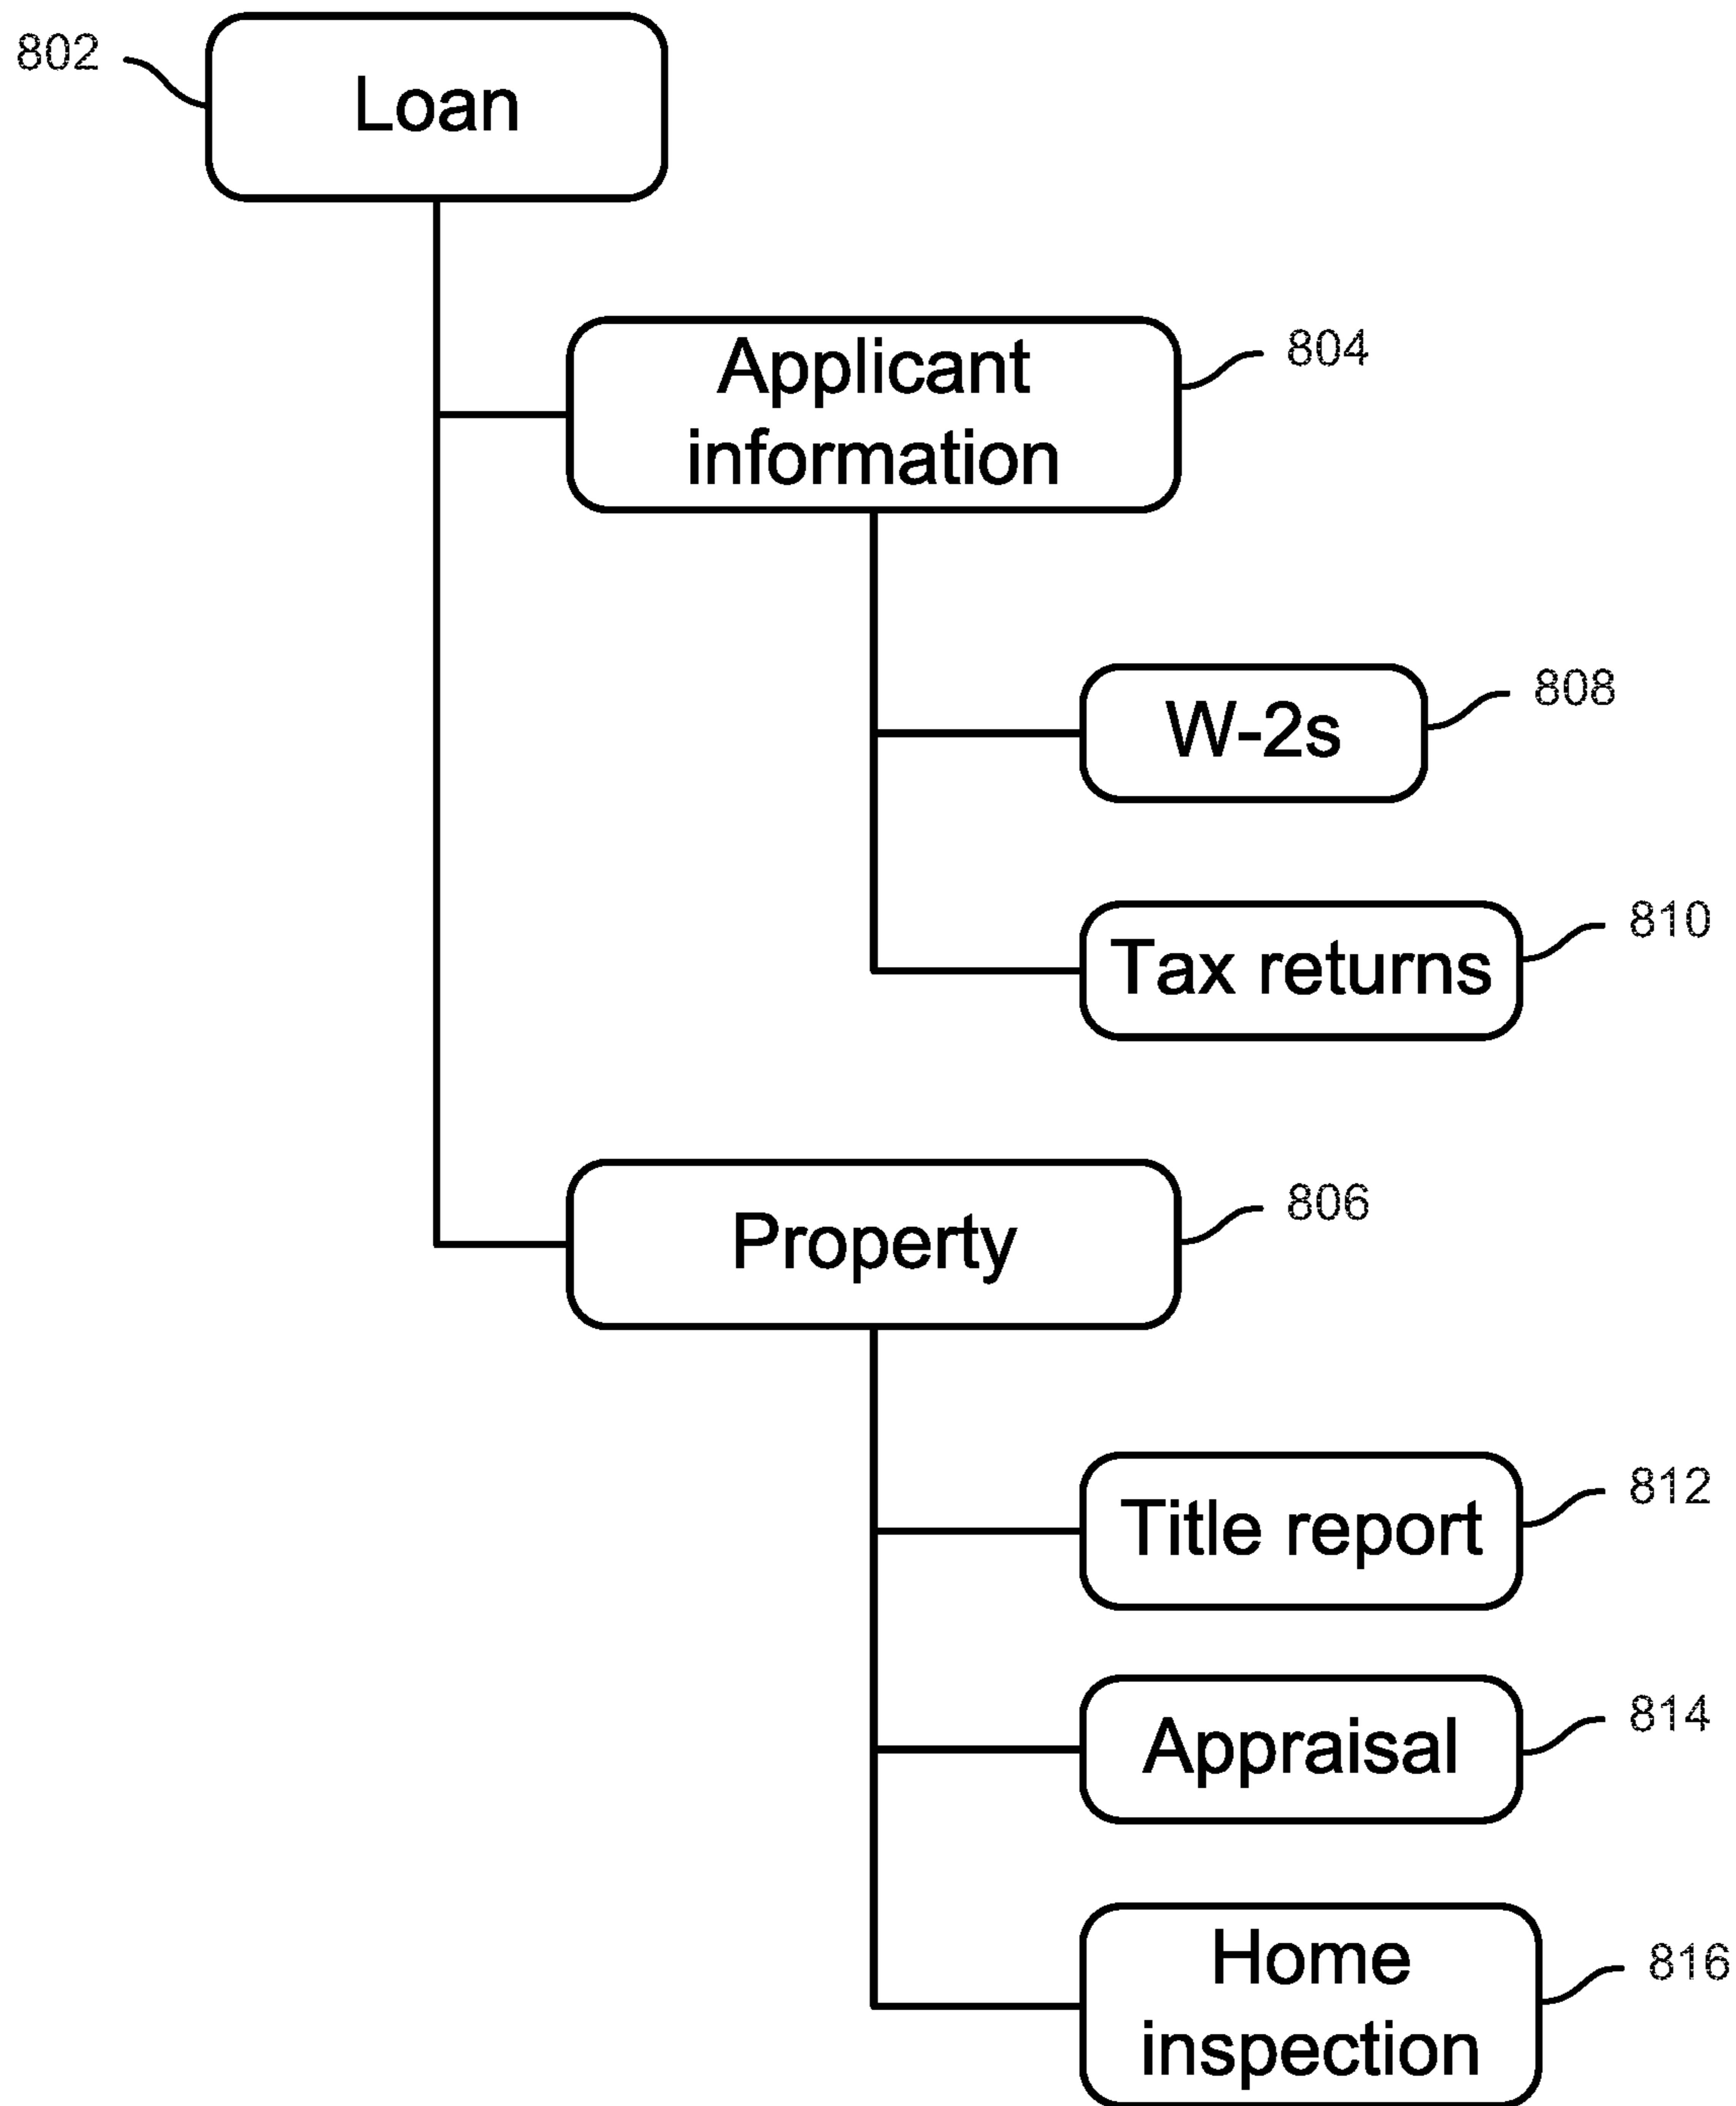 802
Loan
Applicant
information
804
W-2s
808
Tax returns
810
Property
806
Title report
812
Appraisal
814
Home
inspection
816